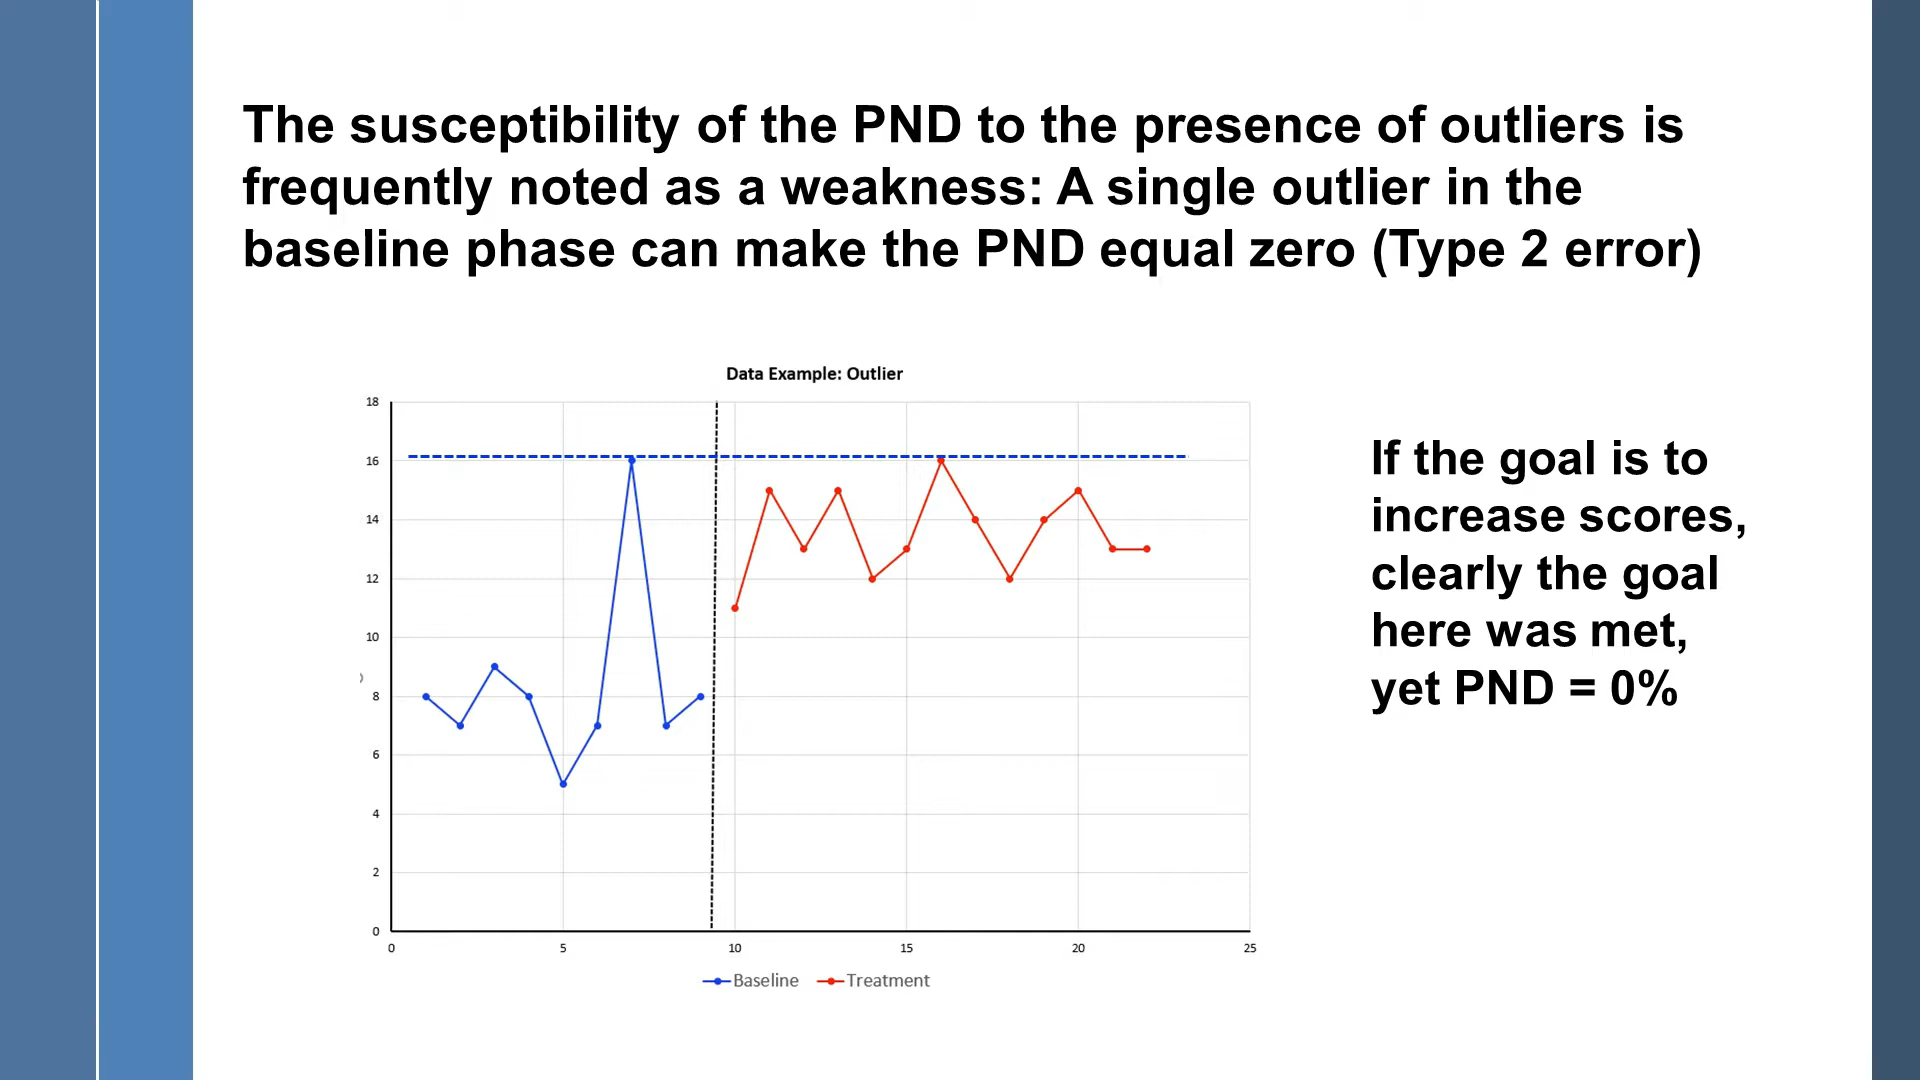 The susceptibility of the PND to the presence of outliers is
frequently noted as a weakness: A single outlier in the
baseline phase can make the PND equal zero (Type 2 error)
Data Example: Outlier
18
16
14
12
10
8
6
4
2
0
0 5 10 15 20 25
Baseline Treatment
If the goal is to
increase scores,
clearly the goal
here was met,
yet PND = 0%